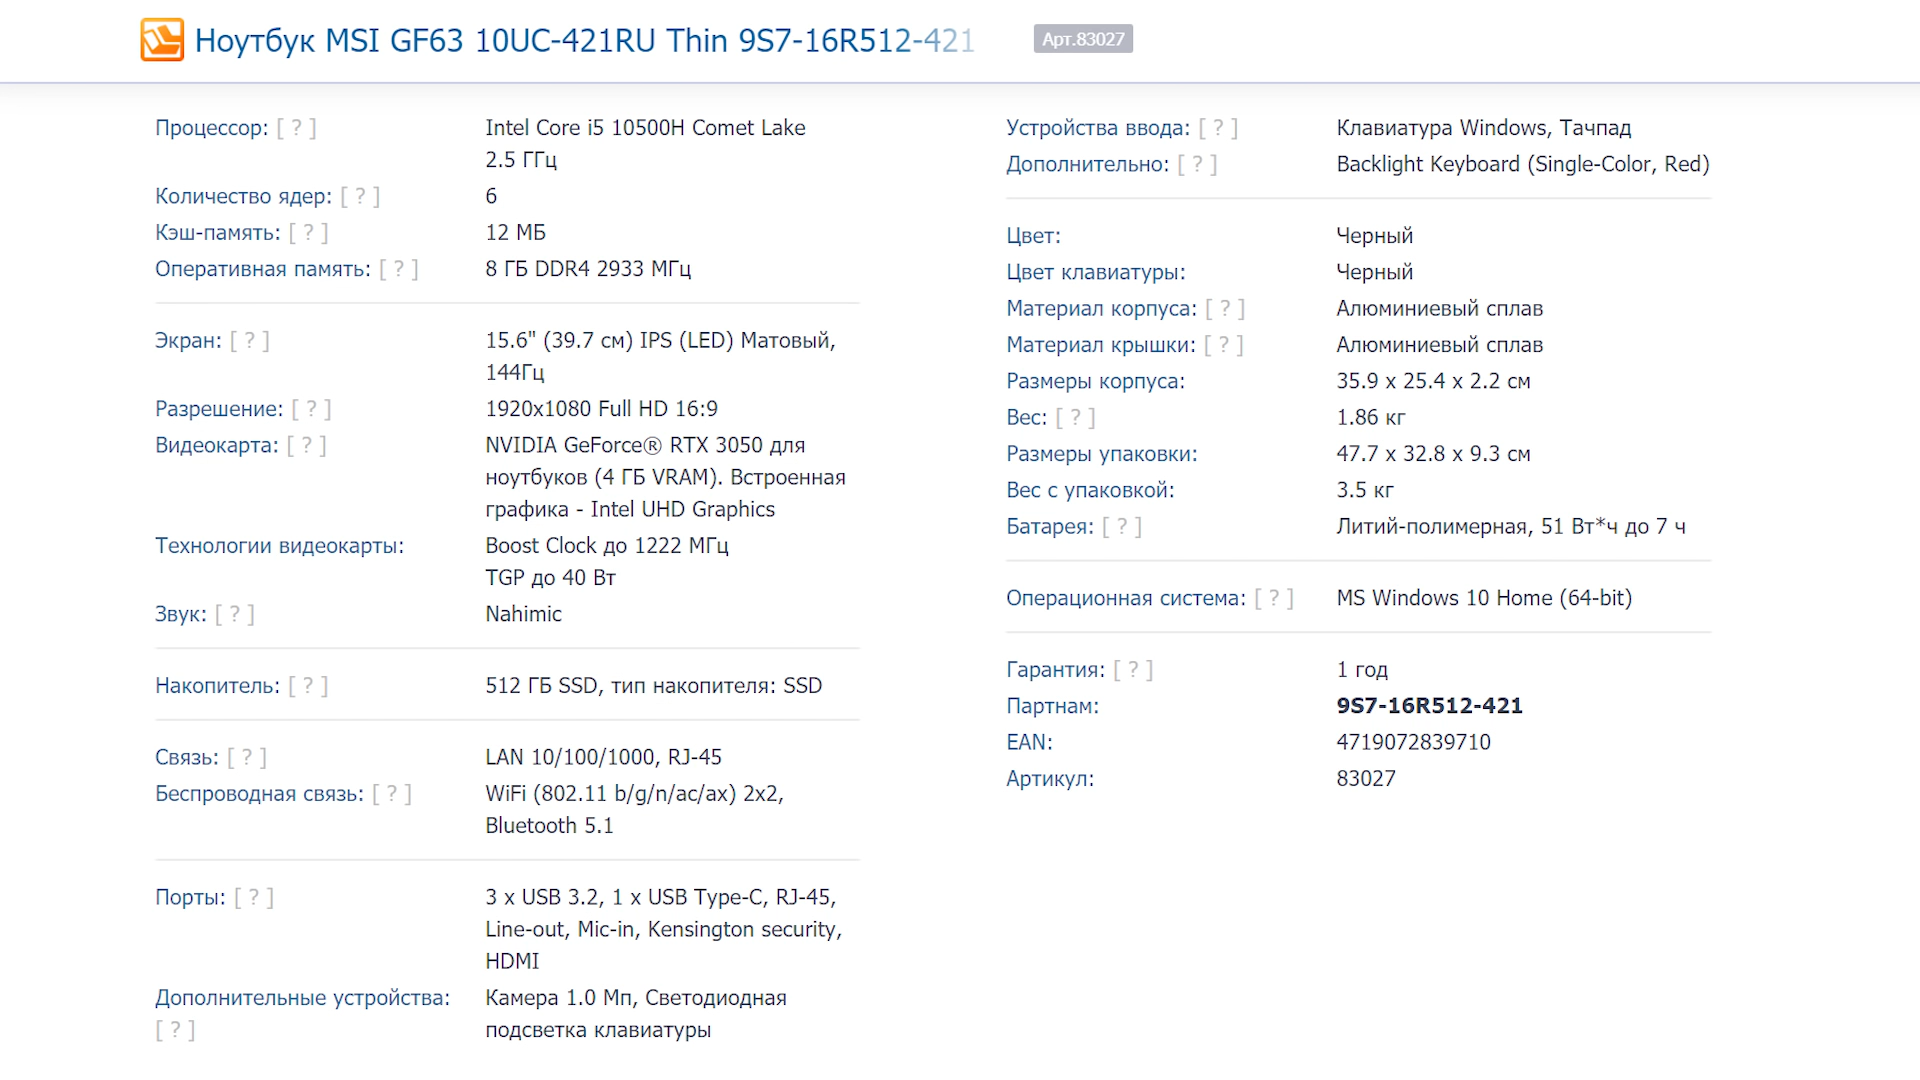 Ноутбук MSI GF63 10UC-421RU Thin 9S7-16R512-421
Арт.83027
Процессор: [ ? ] Intel Core i5 10500H Comet Lake
2.5 ГГц
Количество ядер: [ ? ] 6
Кэш-память: [ ? ] 12 МБ
Оперативная память: [ ? ] 8 ГБ DDR4 2933 МГц
Экран: [ ? ] 15.6" (39.7 см) IPS (LED) Матовый,
144Гц
Разрешение: [ ? ] 1920x1080 Full HD 16:9
Видеокарта: [ ? ] NVIDIA GeForce® RTX 3050 для
ноутбуков (4 ГБ VRAM). Встроенная
графика - Intel UHD Graphics
Технологии видеокарты: Boost Clock до 1222 МГц
TGP до 40 Вт
Звук: [ ? ] Nahimic
Накопитель: [ ? ] 512 ГБ SSD, тип накопителя: SSD
Связь: [ ? ] LAN 10/100/1000, RJ-45
Беспроводная связь: [ ? ] WiFi (802.11 b/g/n/ac/ax) 2x2,
Bluetooth 5.1
Порты: [ ? ] 3 x USB 3.2, 1 x USB Type-C, RJ-45,
Line-out, Mic-in, Kensington security,
HDMI
Дополнительные устройства: Камера 1.0 Мп, Светодиодная
[ ? ] подсветка клавиатуры
Устройства ввода: [ ? ] Клавиатура Windows, Тачпад
Дополнительно: [ ? ] Backlight Keyboard (Single-Color, Red)
Цвет: Черный
Цвет клавиатуры: Черный
Материал корпуса: [ ? ] Алюминиевый сплав
Материал крышки: [ ? ] Алюминиевый сплав
Размеры корпуса: 35.9 x 25.4 x 2.2 см
Вес: [ ? ] 1.86 кг
Размеры упаковки: 47.7 x 32.8 x 9.3 см
Вес с упаковкой: 3.5 кг
Батарея: [ ? ] Литий-полимерная, 51 Вт*ч до 7 ч
Операционная система: [ ? ] MS Windows 10 Home (64-bit)
Гарантия: [ ? ] 1 год
Партнам: 9S7-16R512-421
EAN: 4719072839710
Артикул: 83027